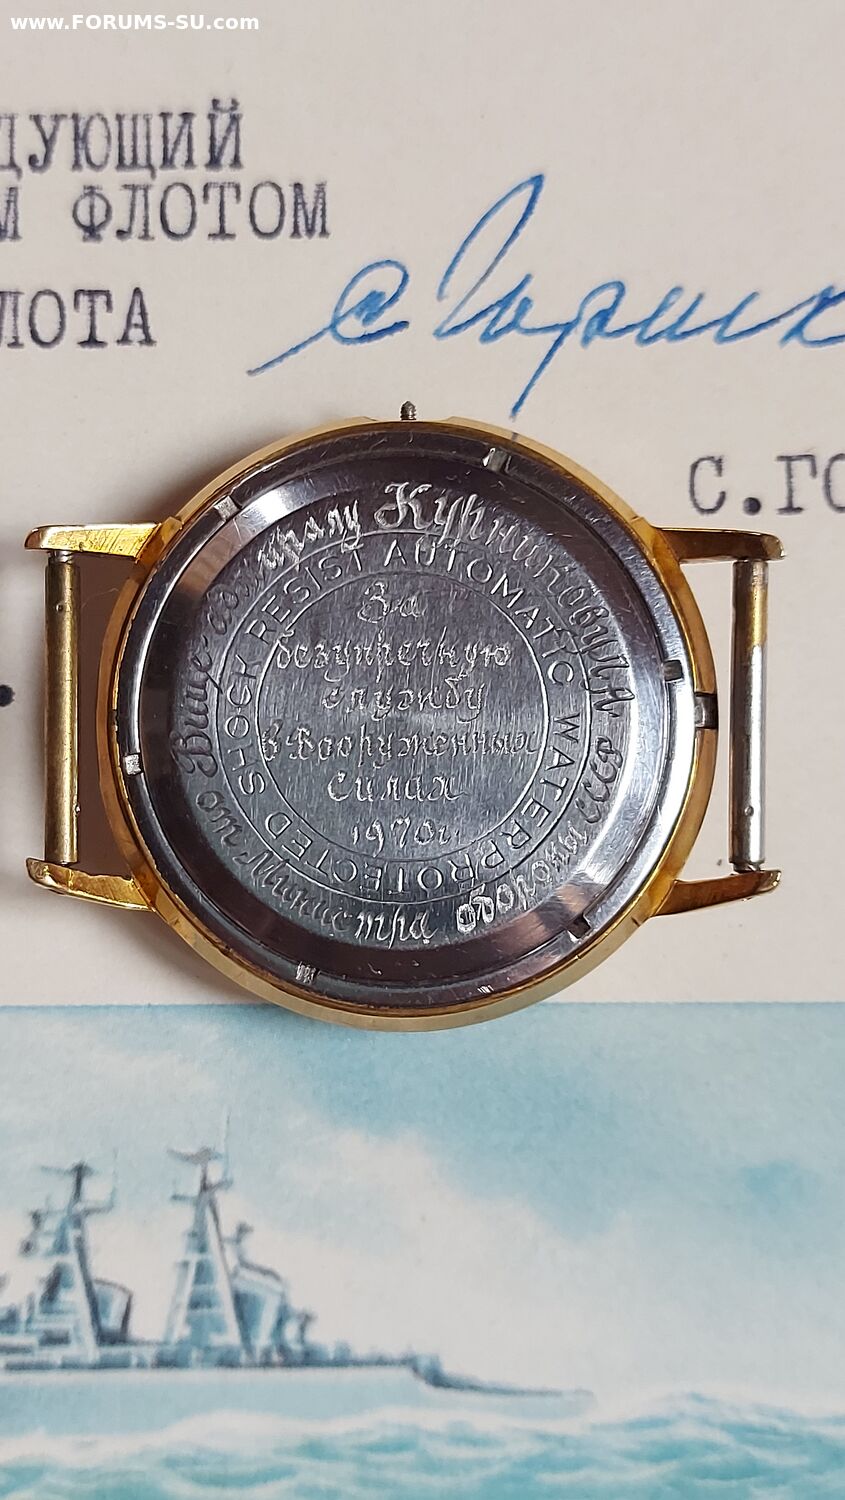 www.FORUMS-SU.com
ДУЮЩИЙ
М ФЛОТОМ
ЛОТА
С Горшк
С.ГО
Вице-адмиралу Курникову Л.А.
от Министра обороны СССР
SHOCK RESIST AUTOMATIC WATERPROTECTED
За
безупречную
службу
в Вооруженных
Силах
1970г.